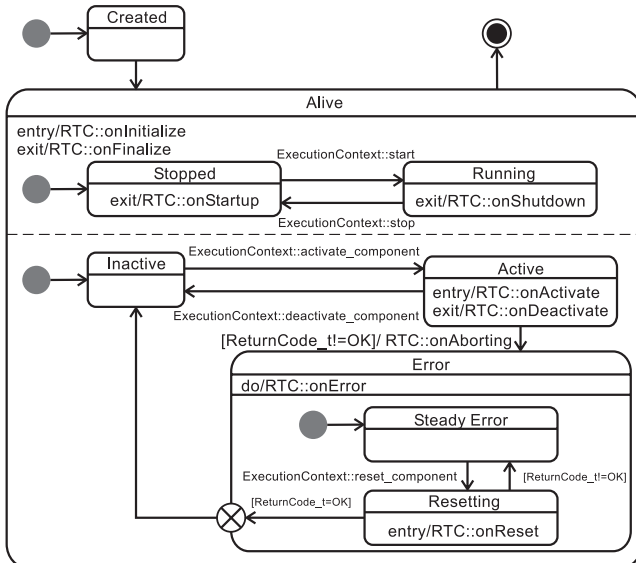 Created
Alive
entry/RTC::onInitialize
exit/RTC::onFinalize
ExecutionContext::start
Stopped
Running
exit/RTC::onStartup
exit/RTC::onShutdown
ExecutionContext::stop
ExecutionContext::activate_component
Inactive
Active
entry/RTC::onActivate
exit/RTC::onDeactivate
ExecutionContext::deactivate_component
[ReturnCode_t!=OK]/ RTC::onAborting
Error
do/RTC::onError
Steady Error
ExecutionContext::reset_component
[ReturnCode_t!=OK]
[ReturnCode_t=OK]
Resetting
entry/RTC::onReset